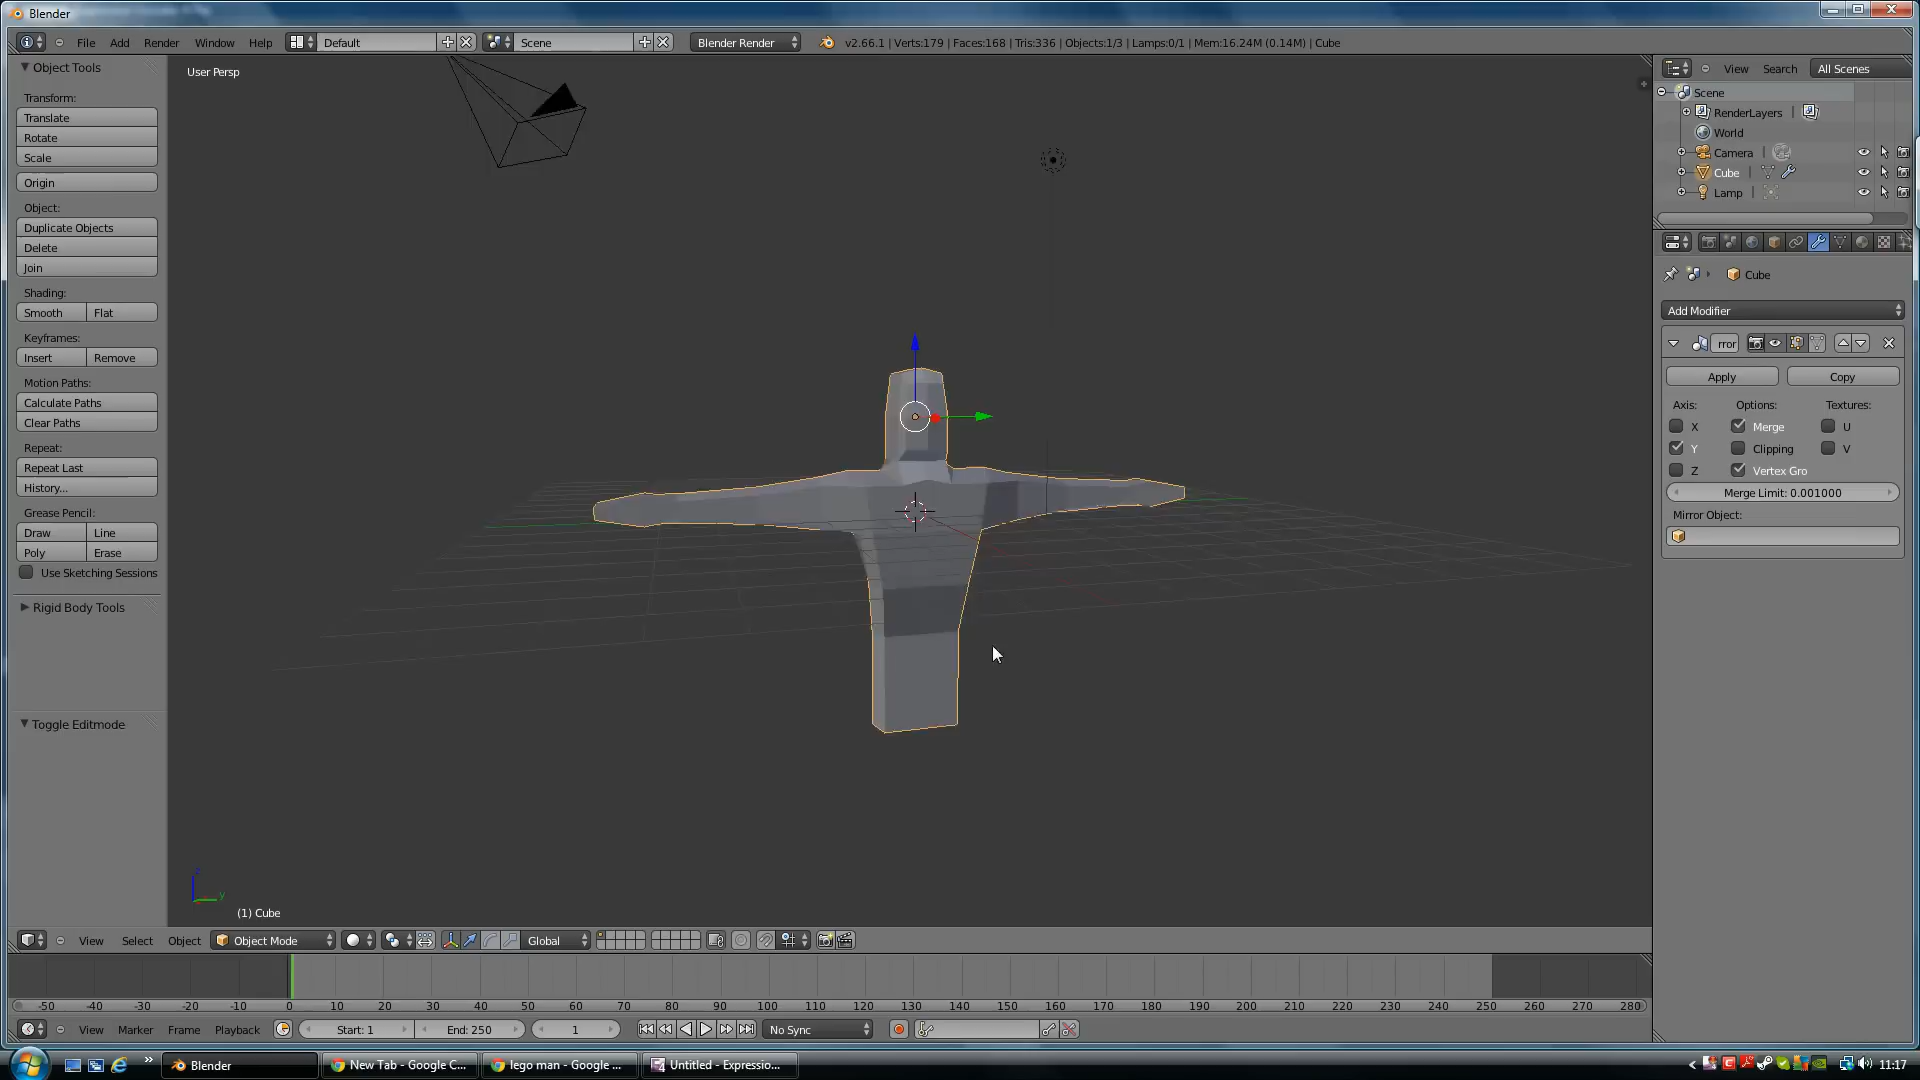 Blender
File Add Render Window Help Default Scene Blender Render v2.66.1 | Verts:179 | Faces:168 | Tris:336 | Objects:1/3 | Lamps:0/1 | Mem:16.24M (0.14M) | Cube
Object Tools
Transform:
Translate
Rotate
Scale
Origin
Object:
Duplicate Objects
Delete
Join
Shading:
Smooth Flat
Keyframes:
Insert Remove
Motion Paths:
Calculate Paths
Clear Paths
Repeat:
Repeat Last
History...
Grease Pencil:
Draw Line
Poly Erase
Use Sketching Sessions
Rigid Body Tools
Toggle Editmode
User Persp
z
y
(1) Cube
View Search All Scenes
Scene
RenderLayers |
World
Camera |
Cube |
Lamp |
Cube
Add Modifier
rror
Apply Copy
Axis: Options: Textures:
X Merge U
Y Clipping V
Z Vertex Gro
Merge Limit: 0.001000
Mirror Object:
View Select Object Object Mode Global
-50 -40 -30 -20 -10 0 10 20 30 40 50 60 70 80 90 100 110 120 130 140 150 160 170 180 190 200 210 220 230 240 250 260 270 280
View Marker Frame Playback Start: 1 End: 250 1 No Sync
Blender New Tab - Google C... lego man - Google ... Untitled - Expressio... 11:17